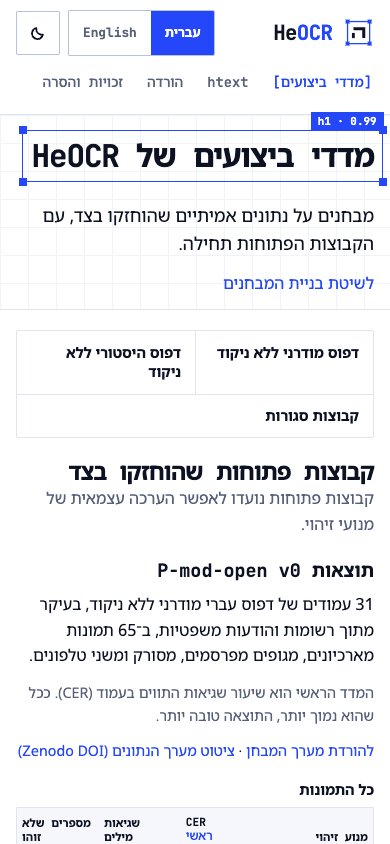 ה HeOCR
עברית English
[מדדי ביצועים] htext הורדה זכויות והסרה
h1 · 0.99
מדדי ביצועים של HeOCR
מבחנים על נתונים אמיתיים שהוחזקו בצד, עם
הקבוצות הפתוחות תחילה.
לשיטת בניית המבחנים
דפוס מודרני ללא ניקוד
דפוס היסטורי ללא
ניקוד
קבוצות סגורות
קבוצות פתוחות שהוחזקו בצד
קבוצות פתוחות נועדו לאפשר הערכה עצמאית של
מנועי זיהוי.
תוצאות P-mod-open v0
31 עמודים של דפוס עברי מודרני ללא ניקוד, בעיקר
מתוך רשומות והודעות משפטיות, ב־65 תמונות
מארכיונים, מגופים מפרסמים, מסורק ומשני טלפונים.
המדד הראשי הוא שיעור שגיאות התווים בעמוד (CER). ככל
שהוא נמוך יותר, התוצאה טובה יותר.
להורדת מערך המבחן · ציטוט מערך הנתונים (Zenodo DOI)
כל התמונות
מנוע זיהוי
CER
ראשי
שגיאות
מילים
מספרים שלא
זוהו